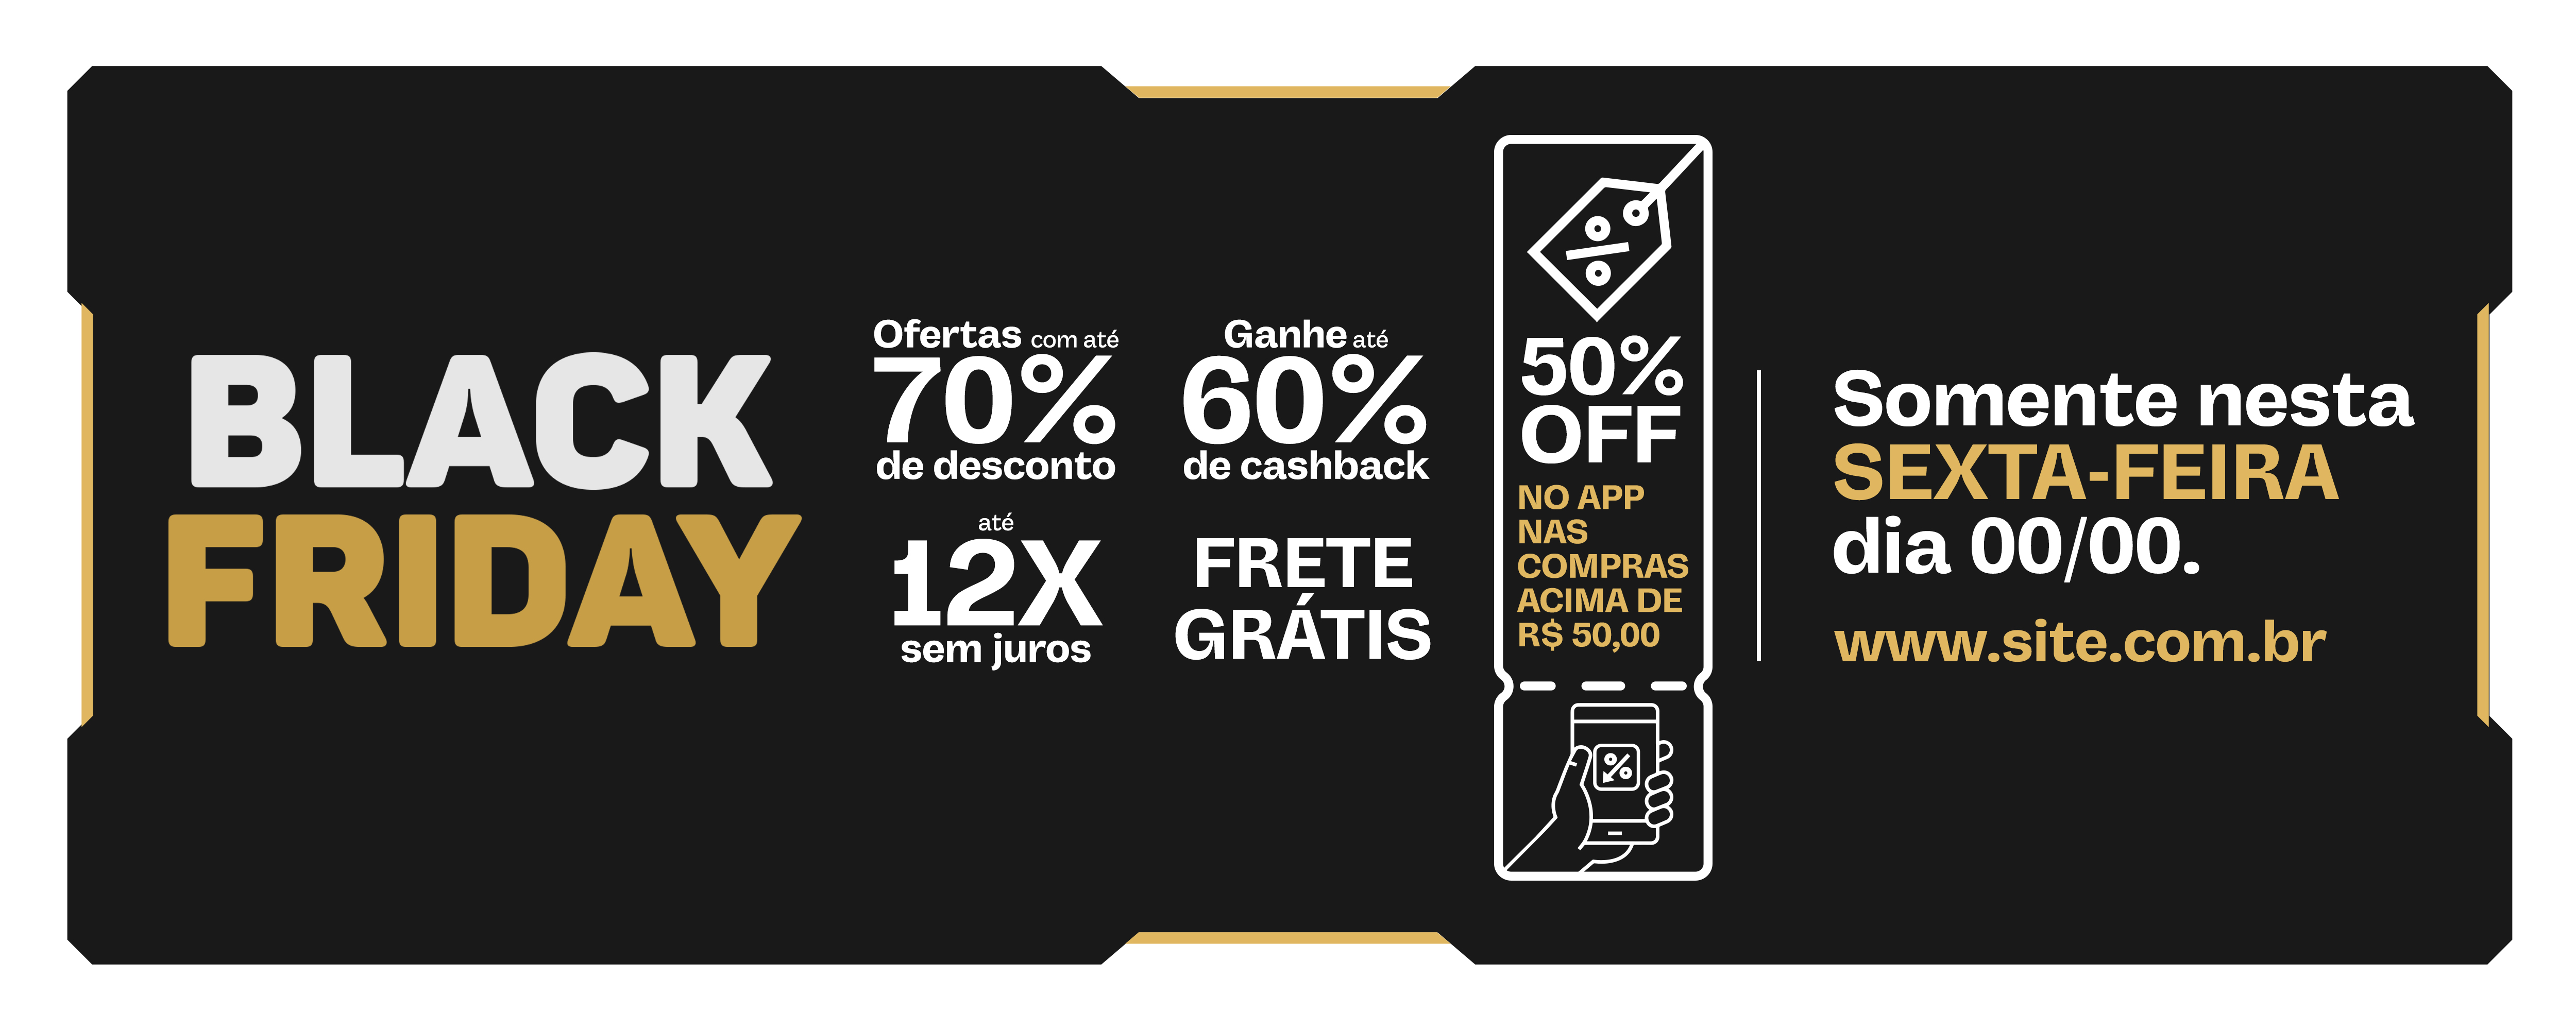 BLACK
FRIDAY
Ofertas com até
70%
de desconto
Ganhe até
60%
de cashback
até
12X
sem juros
FRETE
GRÁTIS
50%
OFF
NO APP
NAS
COMPRAS
ACIMA DE
R$ 50,00
Somente nesta
SEXTA-FEIRA
dia 00/00.
www.site.com.br